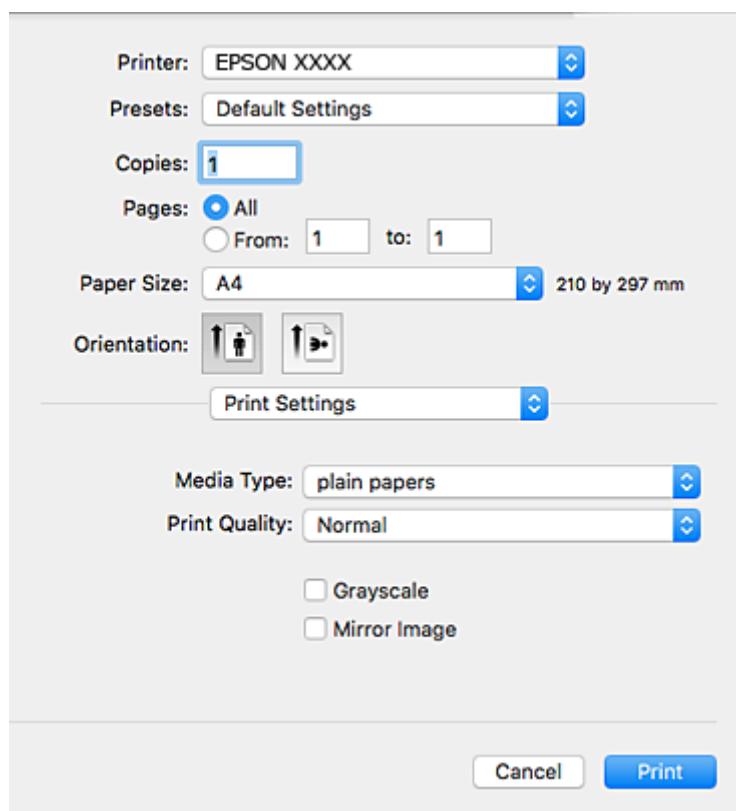 Printer: EPSON XXXX
Presets: Default Settings
Copies: 1
Pages: All
From: 1 to: 1
Paper Size: A4 210 by 297 mm
Orientation:
Print Settings
Media Type: plain papers
Print Quality: Normal
Grayscale
Mirror Image
Cancel Print